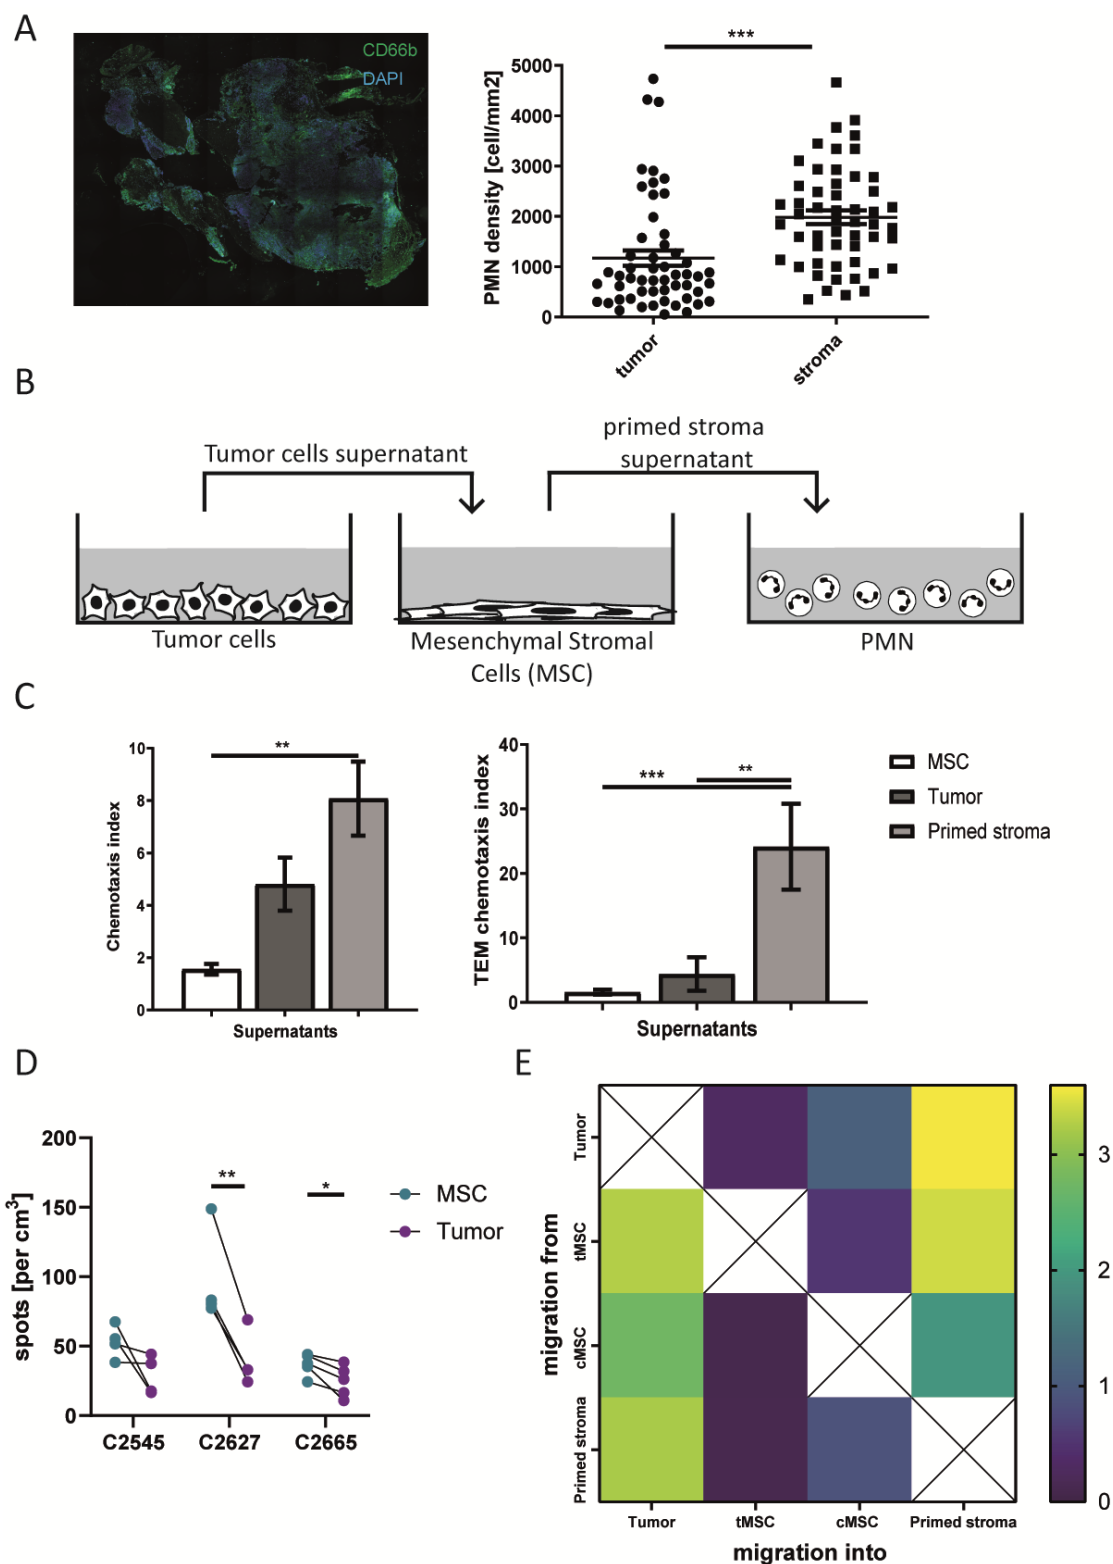 A
CD66b
DAPI
***
PMN density [cell/mm2]
5000
4000
3000
2000
1000
0
tumor
stroma
B
Tumor cells supernatant
primed stroma
supernatant
Tumor cells
Mesenchymal Stromal
Cells (MSC)
PMN
C
Chemotaxis index
10
8
6
4
2
0
**
Supernatants
TEM chemotaxis index
40
30
20
10
0
***
**
Supernatants
MSC
Tumor
Primed stroma
D
spots [per cm³]
200
150
100
50
0
**
*
C2545
C2627
C2665
MSC
Tumor
E
migration from
Tumor
tMSC
cMSC
Primed stroma
Tumor
tMSC
cMSC
Primed stroma
migration into
3
2
1
0